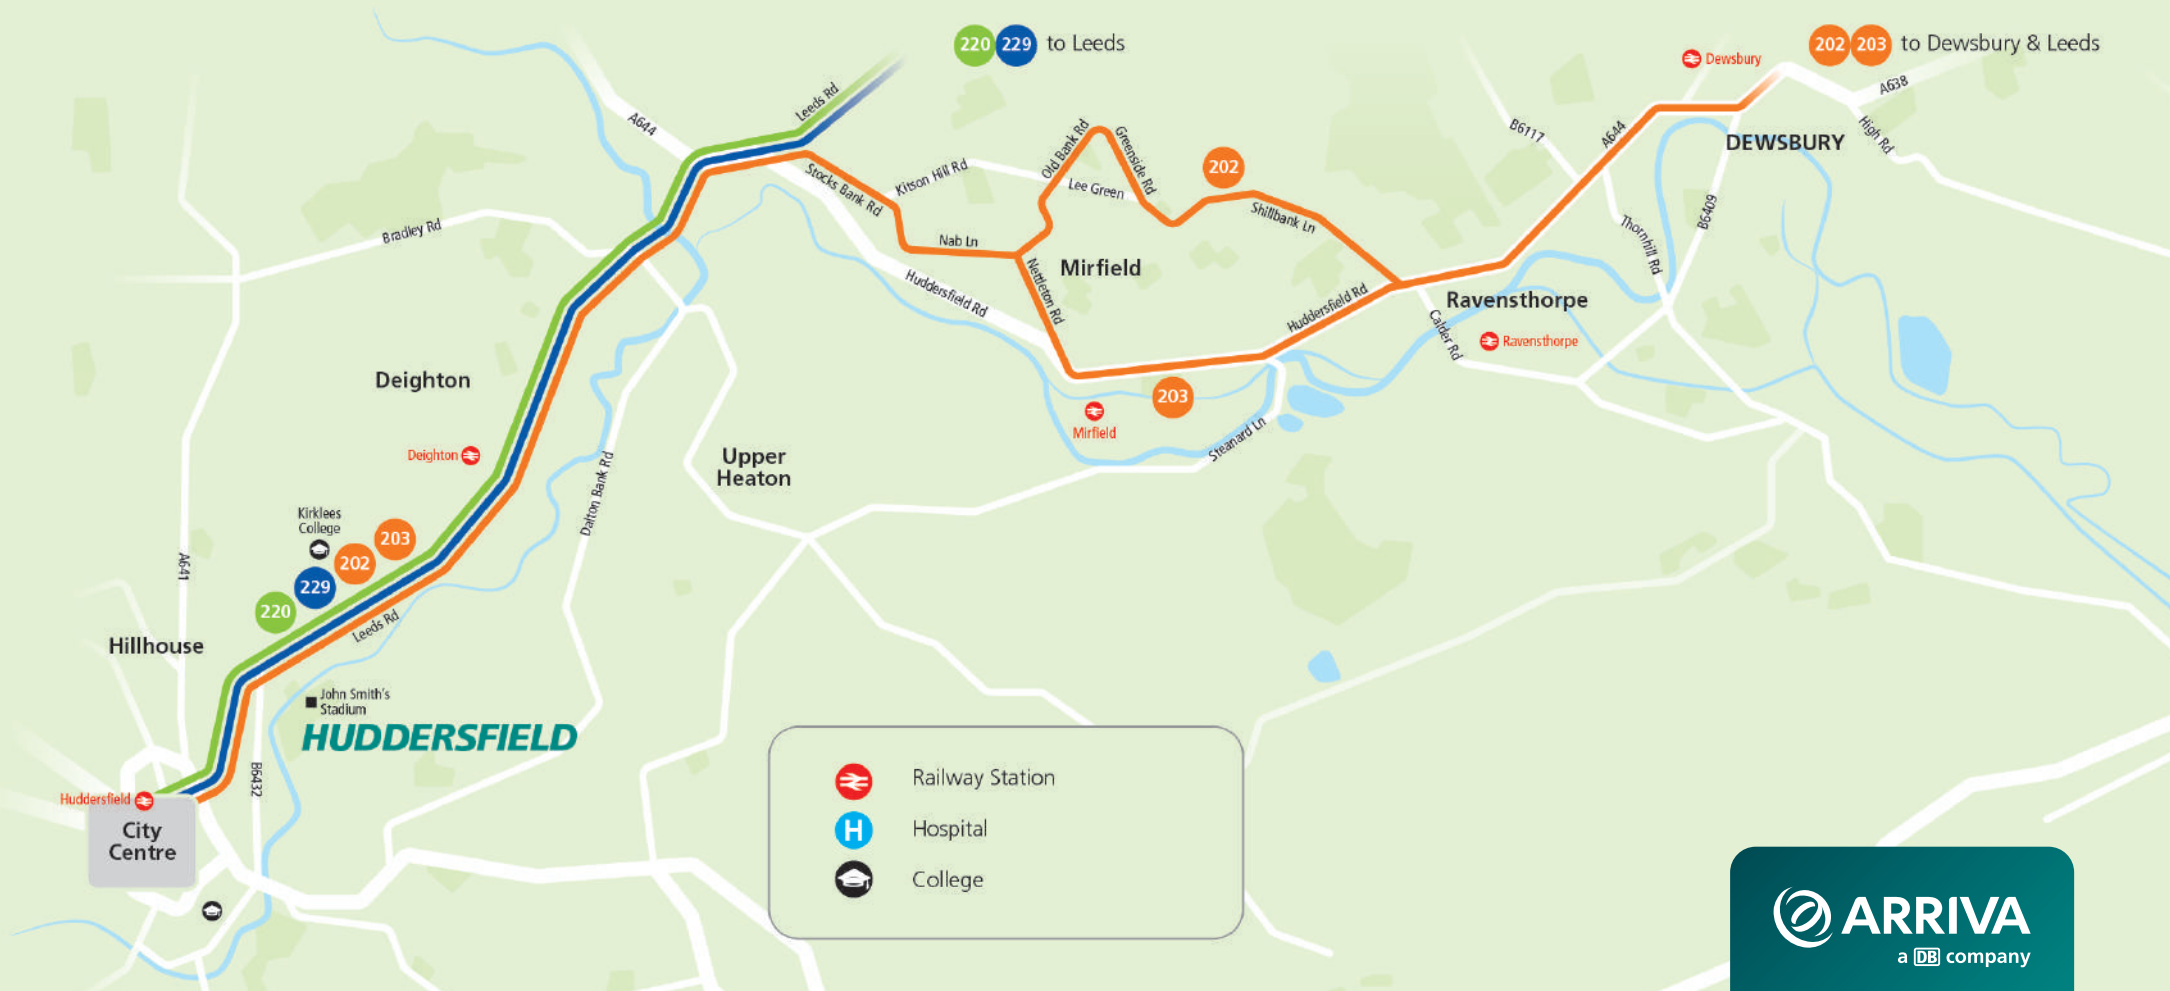 220 229 to Leeds
202 203 to Dewsbury & Leeds
Dewsbury
A638
Leeds Rd
A644
High Rd
B6117
A644
DEWSBURY
Old Bank Rd
Greenside Rd
202
Kitson Hill Rd
Stocks Bank Rd
Lee Green
Shillbank Ln
B6409
Thornhill Rd
Bradley Rd
Nab Ln
Mirfield
Nettleton Rd
Huddersfield Rd
Huddersfield Rd
Ravensthorpe
Calder Rd
Ravensthorpe
Deighton
203
Mirfield
Steanard Ln
Deighton
Upper
Heaton
Dalton Bank Rd
Kirklees
College
203
202
229
220
A641
Leeds Rd
Hillhouse
John Smith's
Stadium
HUDDERSFIELD
B6432
Huddersfield
City
Centre
Railway Station
H Hospital
College
ARRIVA
a DB company